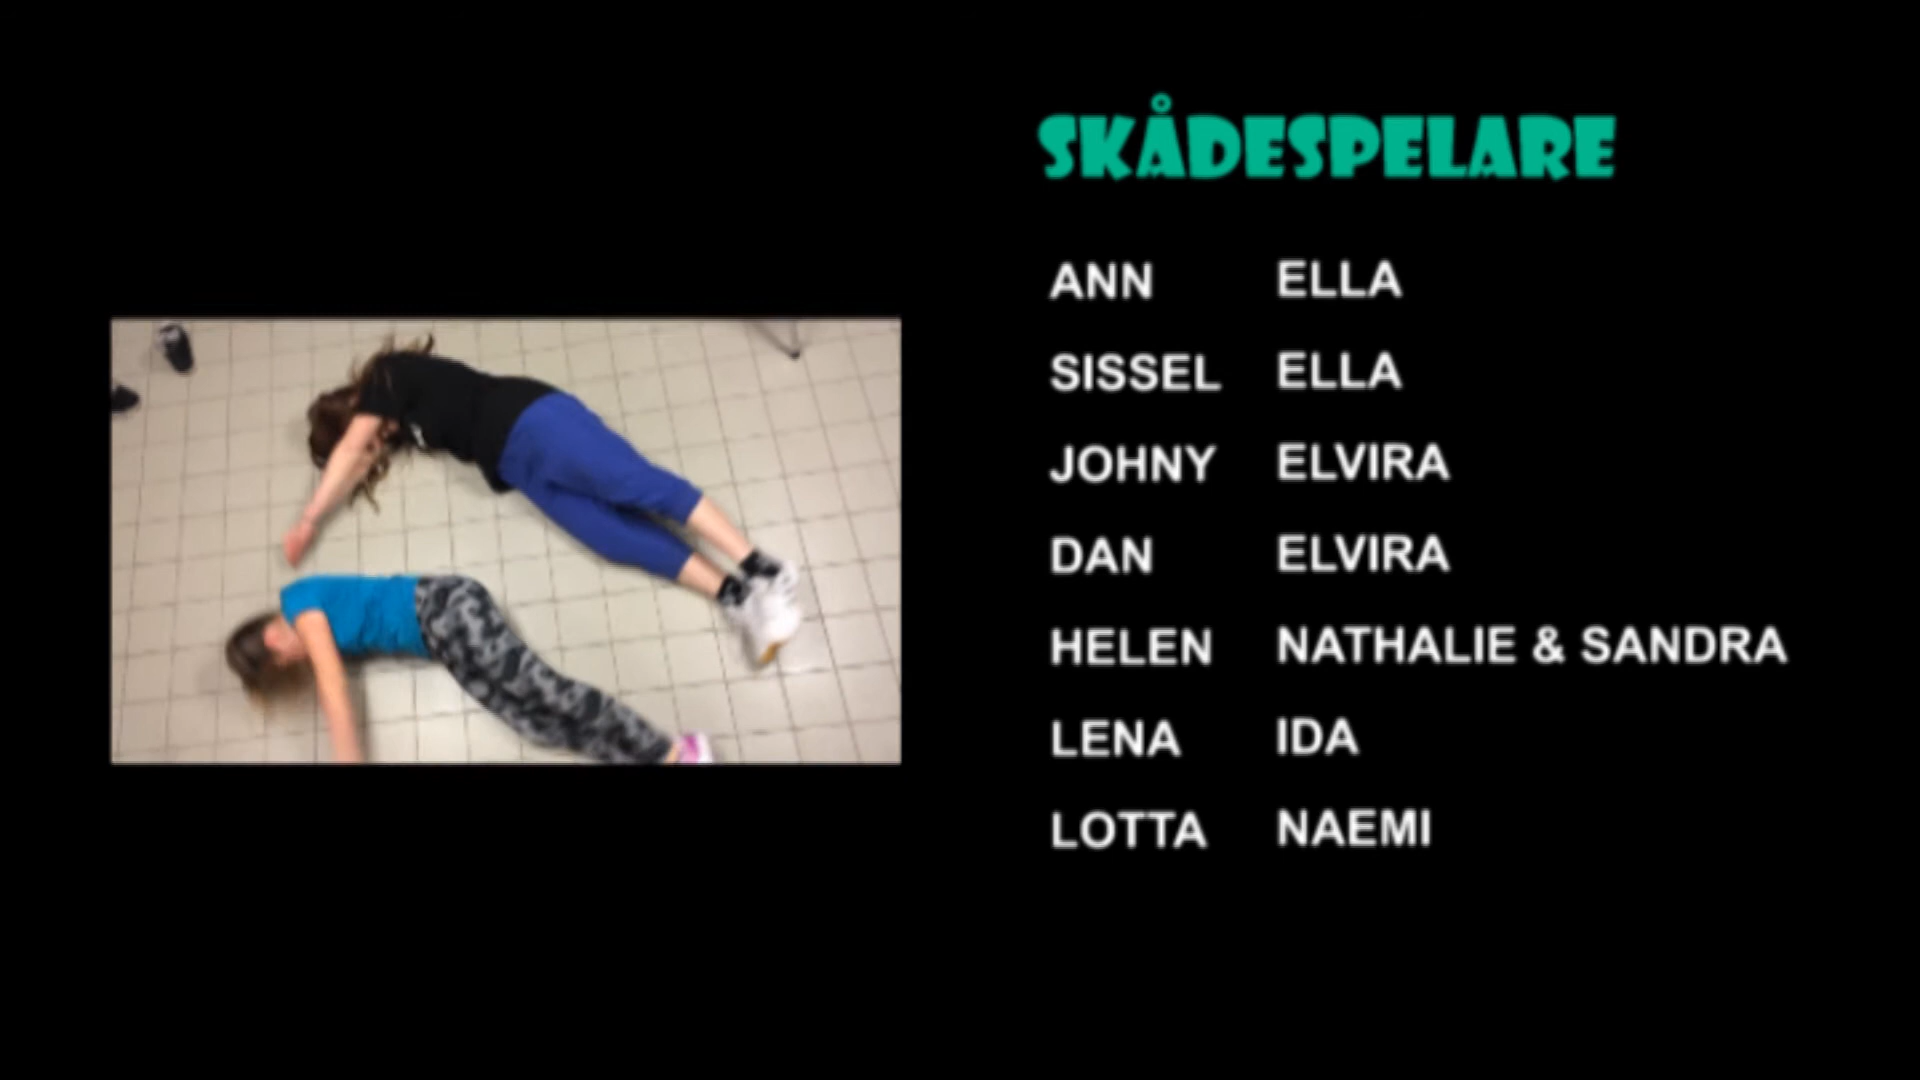 SKÅDESPELARE
ANN ELLA
SISSEL ELLA
JOHNY ELVIRA
DAN ELVIRA
HELEN NATHALIE & SANDRA
LENA IDA
LOTTA NAEMI